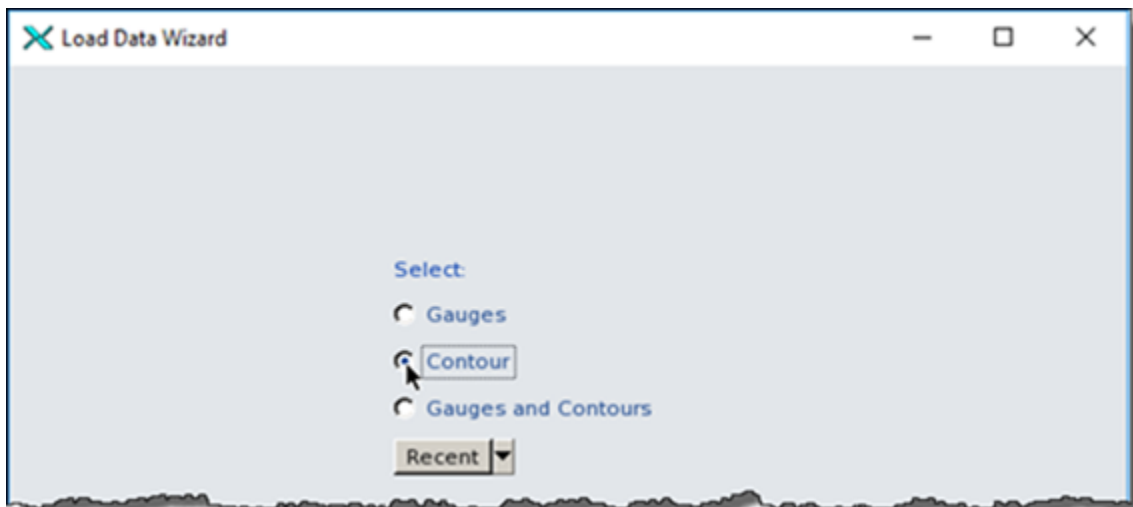 Load Data Wizard
Select:
Gauges
Contour
Gauges and Contours
Recent